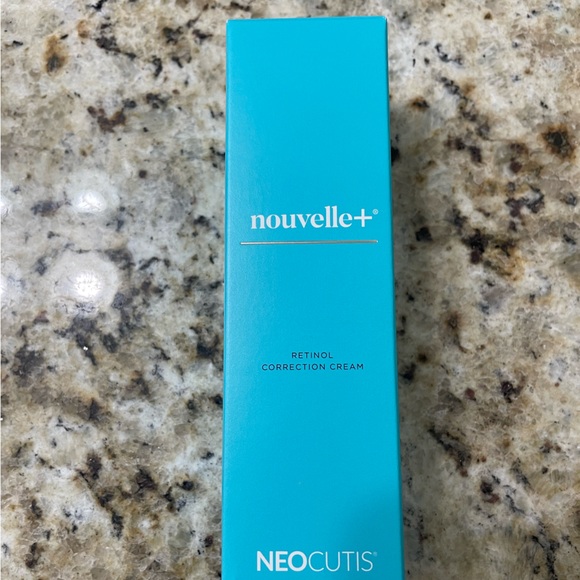 nouvelle+®
RETINOL
CORRECTION CREAM
NEOCUTIS®